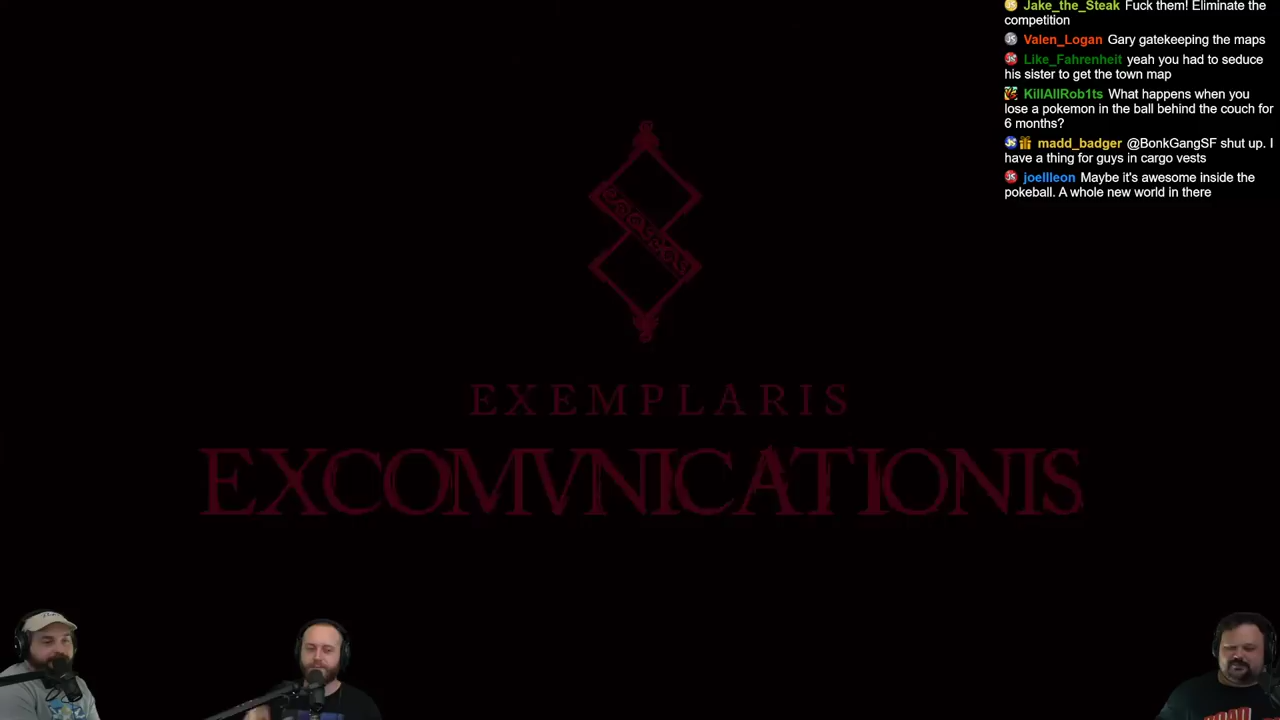 Jake_the_Steak Fuck them! Eliminate the
competition
Valen_Logan Gary gatekeeping the maps
Like_Fahrenheit yeah you had to seduce
his sister to get the town map
KillAllRob1ts What happens when you
lose a pokemon in the ball behind the couch for
6 months?
madd_badger @BonkGangSF shut up. I
have a thing for guys in cargo vests
joellleon Maybe it's awesome inside the
pokeball. A whole new world in there
EXEMPLARIS
EXCOMVNICATIONIS